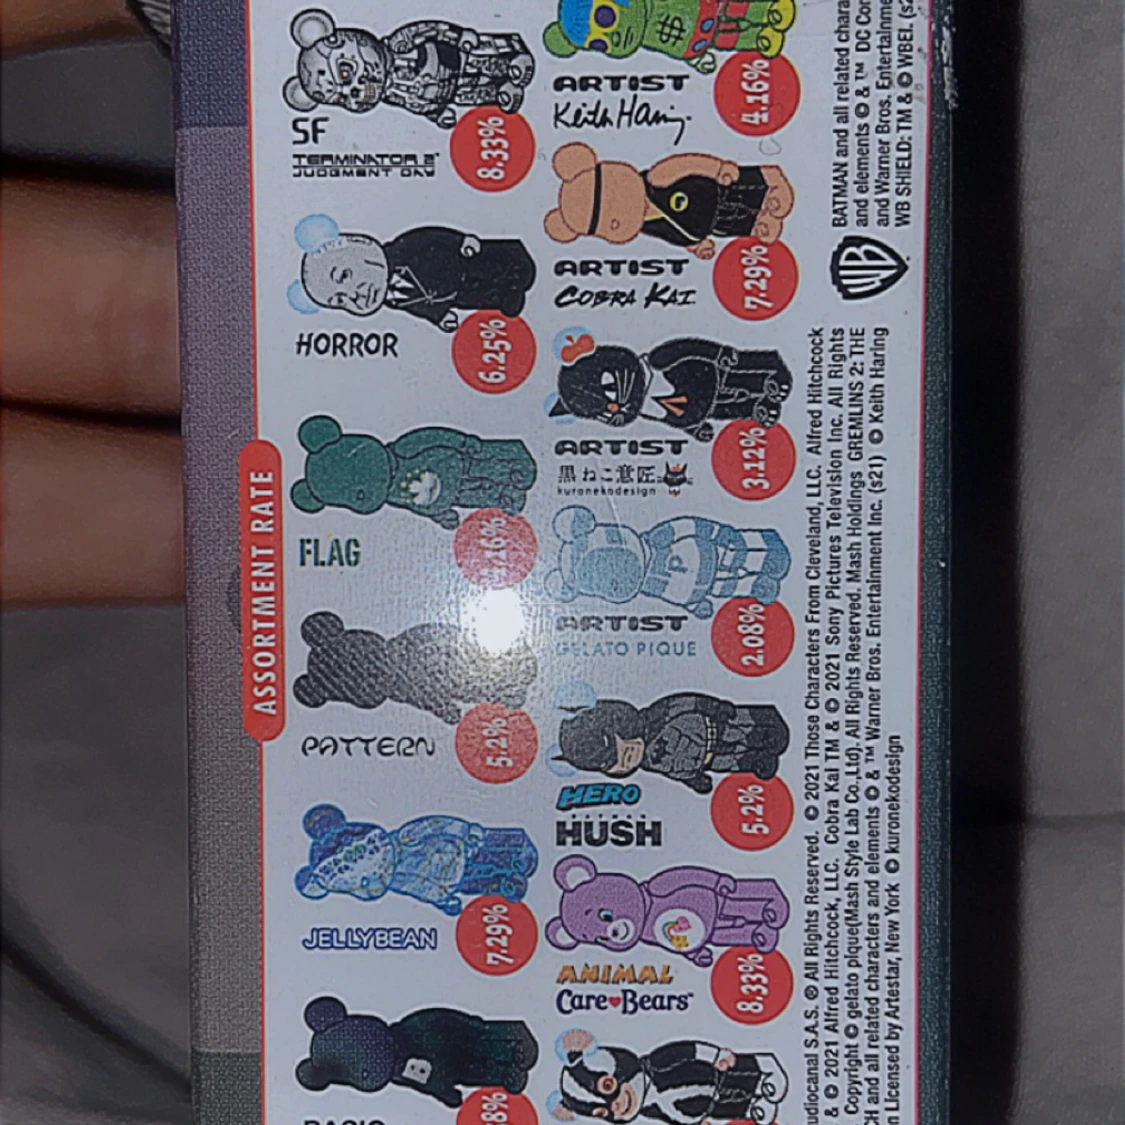 ASSORTMENT RATE
SF
TERMINATOR 2
JUDGMENT DAY
8.33%
HORROR
6.25%
FLAG
PATTERN
5.2%
JELLYBEAN
7.29%
ARTIST
Keith Haring
4.16%
ARTIST
COBRA KAI
7.29%
ARTIST
黒ねこ意匠
kuronekodesign
3.12%
ARTIST
GELATO PIQUE
2.08%
HERO
HUSH
5.2%
ANIMAL
Care Bears
8.33%
BATMAN and all related
and elements © & ™ DC
and Warner Bros.
WB SHIELD: TM & © WBEI.
WB
S.A.S. ® All Rights Reserved. © 2021 Those Characters From Cleveland, LLC. Alfred Hitchcock
& © 2021 Alfred Hitchcock, LLC. Cobra Kai TM & © 2021 Sony Pictures Television Inc. All Rights
Copyright © gelato pique(Mash Style Lab Co.,Ltd). All Rights Reserved. Mash Holdings GREMLINS 2: THE
and all related characters and elements © & ™ Warner Bros. Entertainment Inc. (s21) © Keith Haring
Licensed by Artestar, New York © kuronekodesign